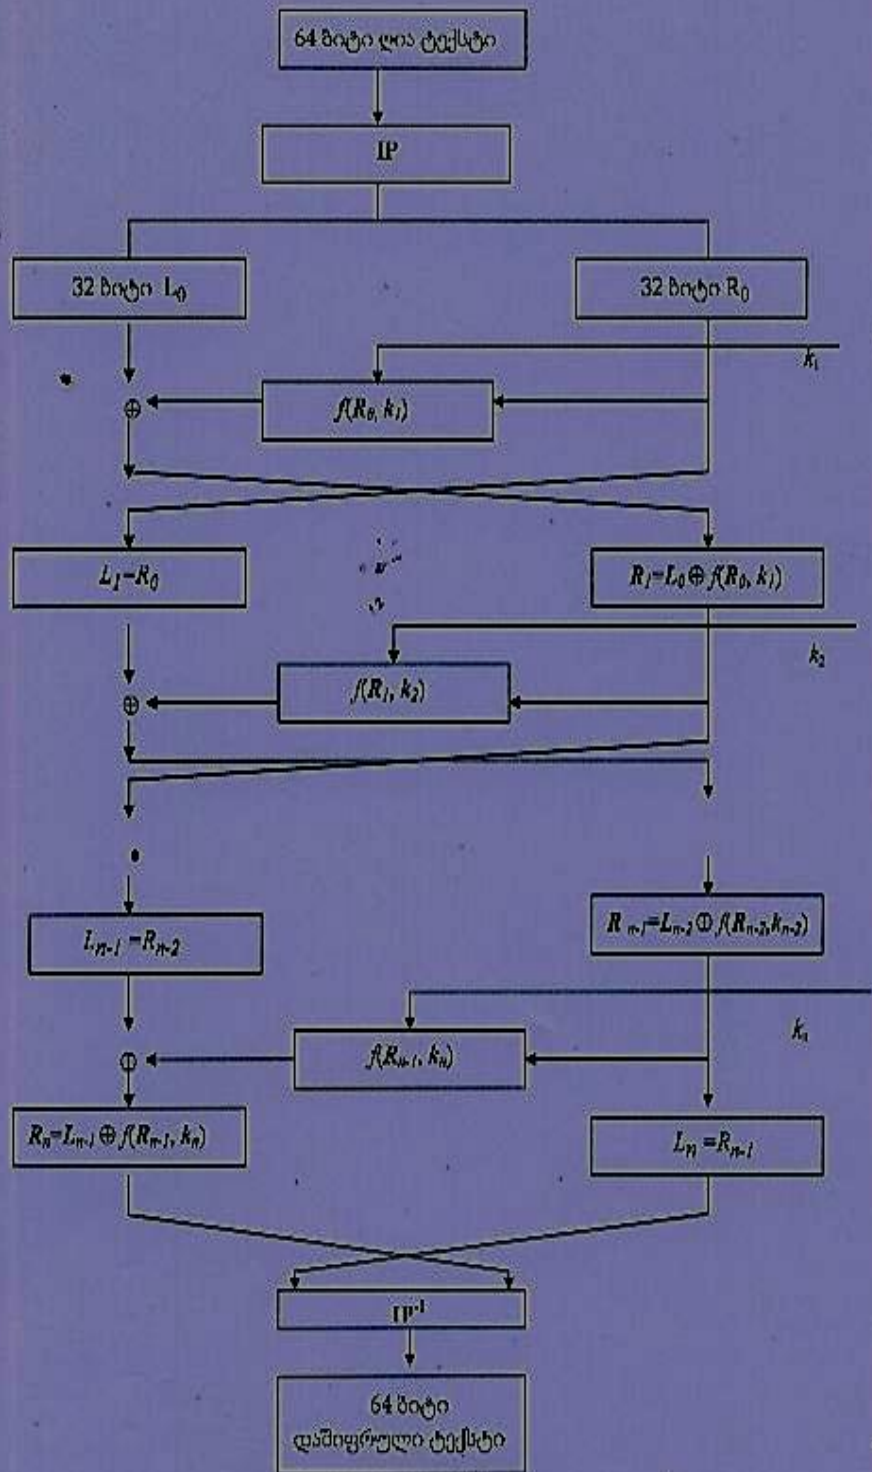 64 ბიტი ღია ტექსტი
IP
32 ბიტი L₀
32 ბიტი R₀
k₁
⊕
f(R₀, k₁)
L₁=R₀
R₁=L₀ ⊕ f(R₀, k₁)
k₂
⊕
f(R₁, k₂)
Lₙ₋₁ =Rₙ₋₂
R ₙ₋₁=Lₙ₋₂ ⊕ f(Rₙ₋₂,kₙ₋₂)
kₙ
⊕
f(Rₙ₋₁, kₙ)
Rₙ=Lₙ₋₁ ⊕ f(Rₙ₋₁, kₙ)
Lₙ =Rₙ₋₁
IP⁻¹
64 ბიტი
დაშიფრული ტექსტი